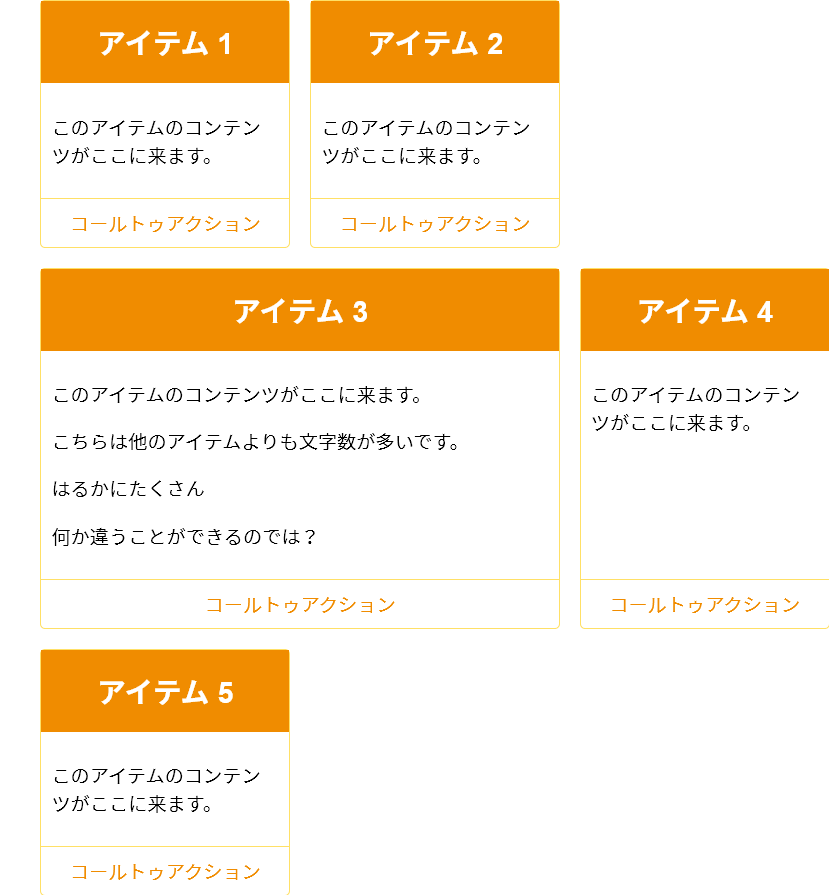 アイテム 1
このアイテムのコンテン
ツがここに来ます。
コールトゥアクション
アイテム 2
このアイテムのコンテン
ツがここに来ます。
コールトゥアクション
アイテム 3
このアイテムのコンテンツがここに来ます。
こちらは他のアイテムよりも文字数が多いです。
はるかにたくさん
何か違うことができるのでは？
コールトゥアクション
アイテム 4
このアイテムのコンテン
ツがここに来ます。
コールトゥアクション
アイテム 5
このアイテムのコンテン
ツがここに来ます。
コールトゥアクション